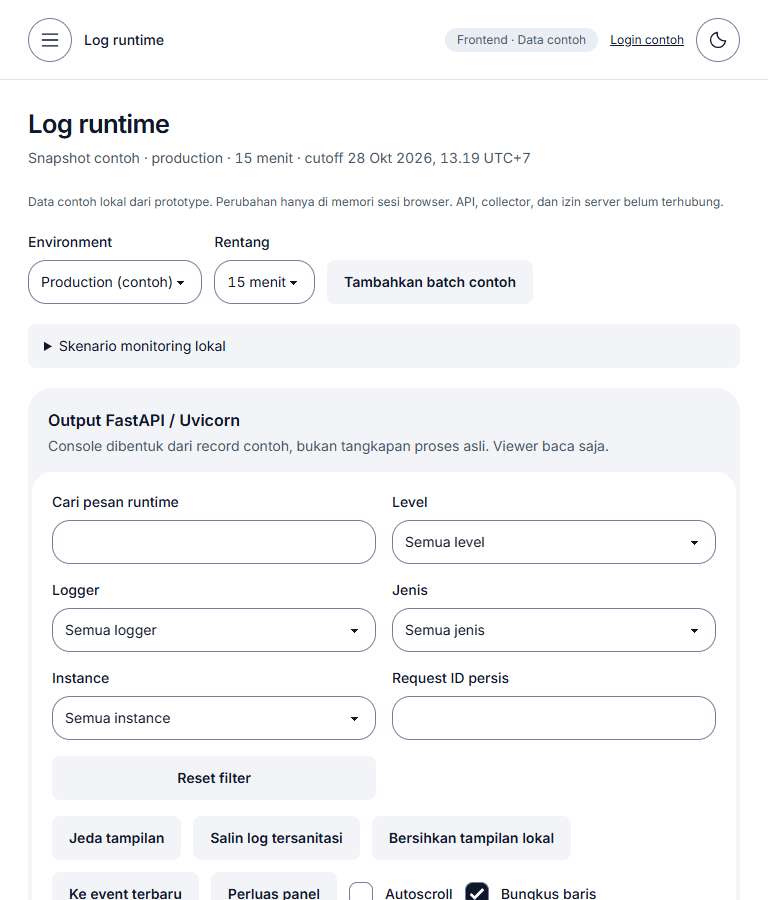 Log runtime
Frontend · Data contoh
Login contoh
Log runtime
Snapshot contoh · production · 15 menit · cutoff 28 Okt 2026, 13.19 UTC+7
Data contoh lokal dari prototype. Perubahan hanya di memori sesi browser. API, collector, dan izin server belum terhubung.
Environment
Rentang
Production (contoh)
15 menit
Tambahkan batch contoh
Skenario monitoring lokal
Output FastAPI / Uvicorn
Console dibentuk dari record contoh, bukan tangkapan proses asli. Viewer baca saja.
Cari pesan runtime
Level
Semua level
Logger
Jenis
Semua logger
Semua jenis
Instance
Request ID persis
Semua instance
Reset filter
Jeda tampilan
Salin log tersanitasi
Bersihkan tampilan lokal
Ke event terbaru
Perluas panel
Autoscroll
Bungkus baris